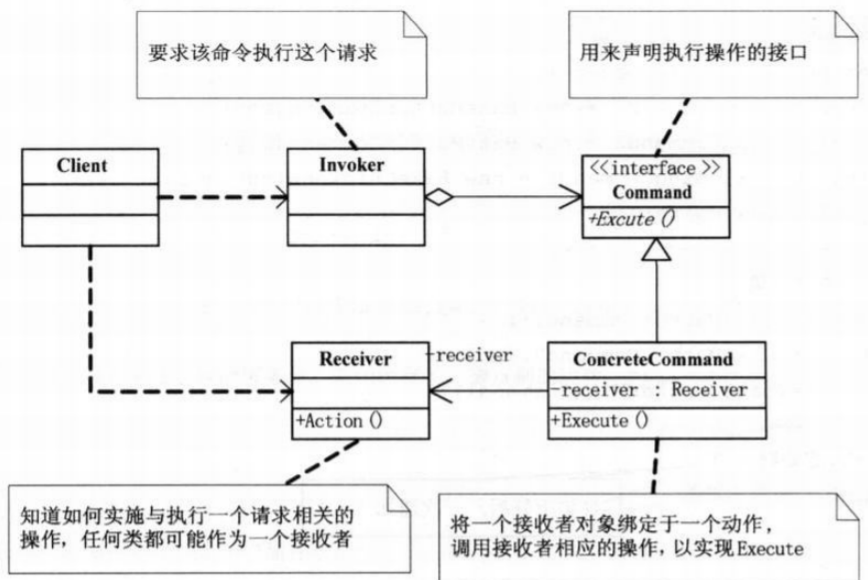 要求该命令执行这个请求
用来声明执行操作的接口
Client
Invoker
<<interface >>
Command
+Excute ()
Receiver
-receiver
ConcreteCommand
-receiver : Receiver
+Action ()
+Execute ()
知道如何实施与执行一个请求相关的
操作, 任何类都可能作为一个接收者
将一个接收者对象绑定于一个动作,
调用接收者相应的操作, 以实现Execute